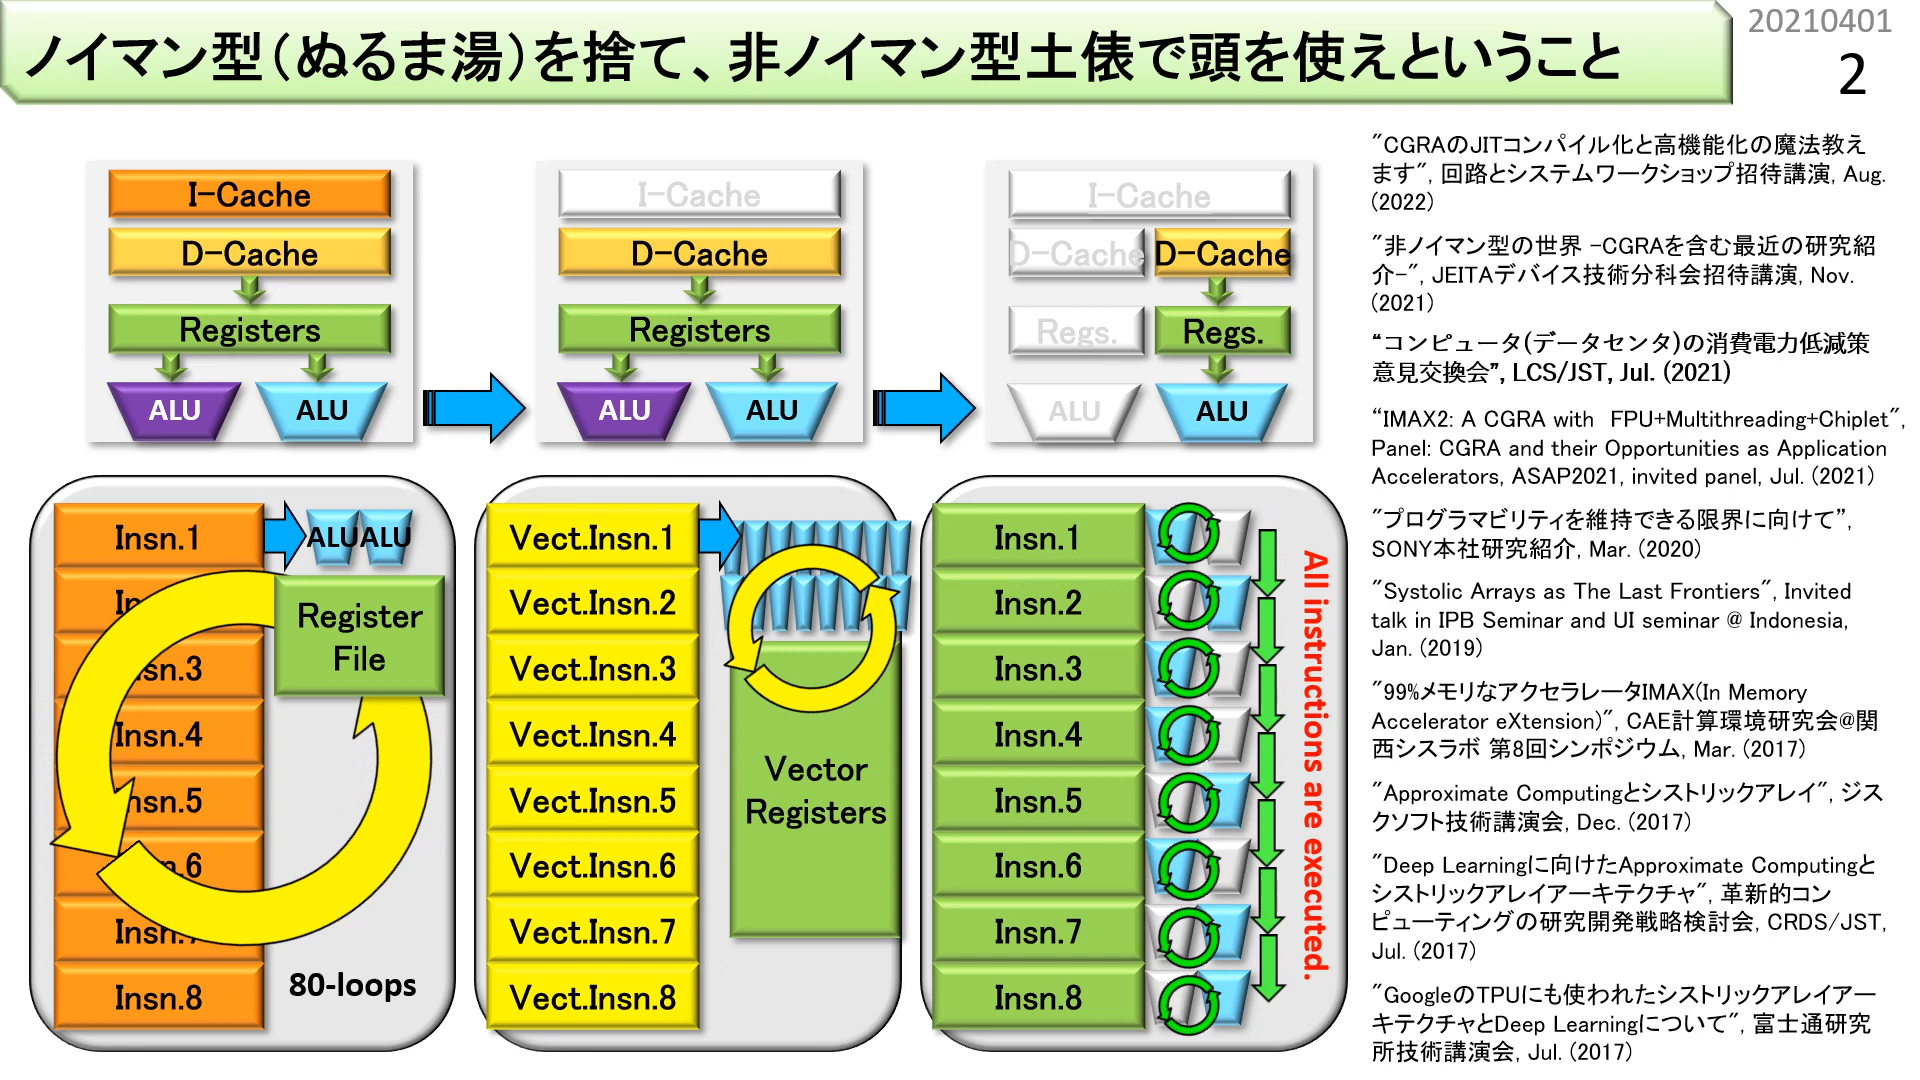 ノイマン型(ぬるま湯)を捨て、非ノイマン型土俵で頭を使えということ
20210401
2
I-Cache
D-Cache
Registers
ALU
ALU
I-Cache
D-Cache
Registers
ALU
ALU
I-Cache
D-Cache
D-Cache
Regs.
Regs.
ALU
ALU
Insn.1
Insn.3
Insn.4
Insn.5
Insn.7
Insn.8
ALU
ALU
Register
File
80-loops
Vect.Insn.1
Vect.Insn.2
Vect.Insn.3
Vect.Insn.4
Vect.Insn.5
Vect.Insn.6
Vect.Insn.7
Vect.Insn.8
Vector
Registers
Insn.1
Insn.2
Insn.3
Insn.4
Insn.5
Insn.6
Insn.7
Insn.8
All instructions are executed.
"CGRAのJITコンパイル化と高機能化の魔法教え
ます", 回路とシステムワークショップ招待講演, Aug.
(2022)
"非ノイマン型の世界 -CGRAを含む最近の研究紹
介-", JEITAデバイス技術分科会招待講演, Nov.
(2021)
“コンピュータ(データセンタ)の消費電力低減策
意見交換会”, LCS/JST, Jul. (2021)
“IMAX2: A CGRA with FPU+Multithreading+Chiplet",
Panel: CGRA and their Opportunities as Application
Accelerators, ASAP2021, invited panel, Jul. (2021)
"プログラマビリティを維持できる限界に向けて”,
SONY本社研究紹介, Mar. (2020)
"Systolic Arrays as The Last Frontiers", Invited
talk in IPB Seminar and UI seminar @ Indonesia,
Jan. (2019)
"99%メモリなアクセラレータIMAX(In Memory
Accelerator eXtension)", CAE計算環境研究会@関
西シスラボ 第8回シンポジウム, Mar. (2017)
"Approximate Computingとシストリックアレイ", ジス
クソフト技術講演会, Dec. (2017)
"Deep Learningに向けたApproximate Computingと
シストリックアレイアーキテクチャ", 革新的コン
ピューティングの研究開発戦略検討会, CRDS/JST,
Jul. (2017)
"GoogleのTPUにも使われたシストリックアレイアー
キテクチャとDeep Learningについて", 富士通研究
所技術講演会, Jul. (2017)